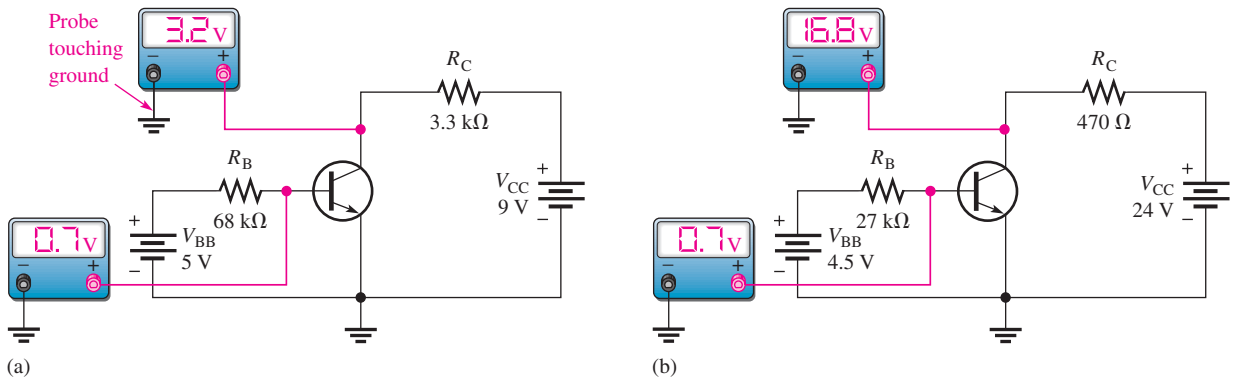 Probe
touching
ground
3.2 V
− +
R_C
3.3 kΩ
R_B
68 kΩ
+
V_CC
9 V
−
0.7 V
− +
+
V_BB
5 V
−
(a)
16.8 V
− +
R_C
470 Ω
R_B
27 kΩ
+
V_CC
24 V
−
0.7 V
− +
+
V_BB
4.5 V
−
(b)